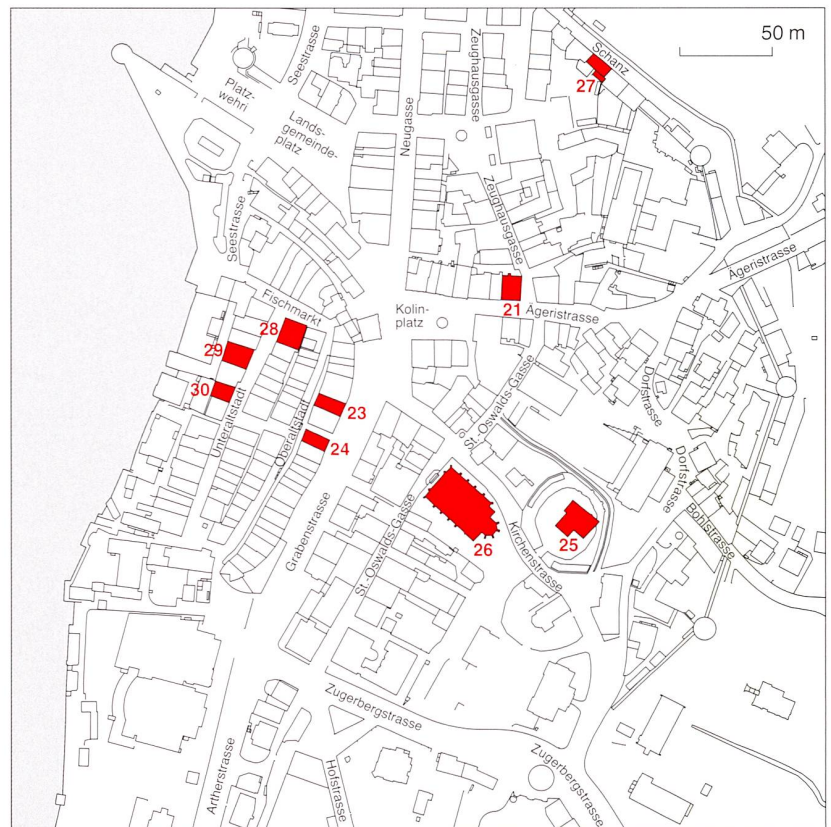 50 m
Schanz
27
Seestrasse
Zeughausgasse
Platz-
wehri
Lands-
gemeinde-
platz
Neugasse
Zeughausgasse
Seestrasse
Ägeristrasse
Fischmarkt
Kolin-
platz
21
Ägeristrasse
28
29
30
23
24
Unteraltstadt
Oberaltstadt
St.-Oswalds-Gasse
Dorfstrasse
Dorfstrasse
Bohlstrasse
Grabenstrasse
St.-Oswalds-Gasse
26
Kirchenstrasse
25
Zugerbergstrasse
Zugerbergstrasse
Artherstrasse
Hofstrasse